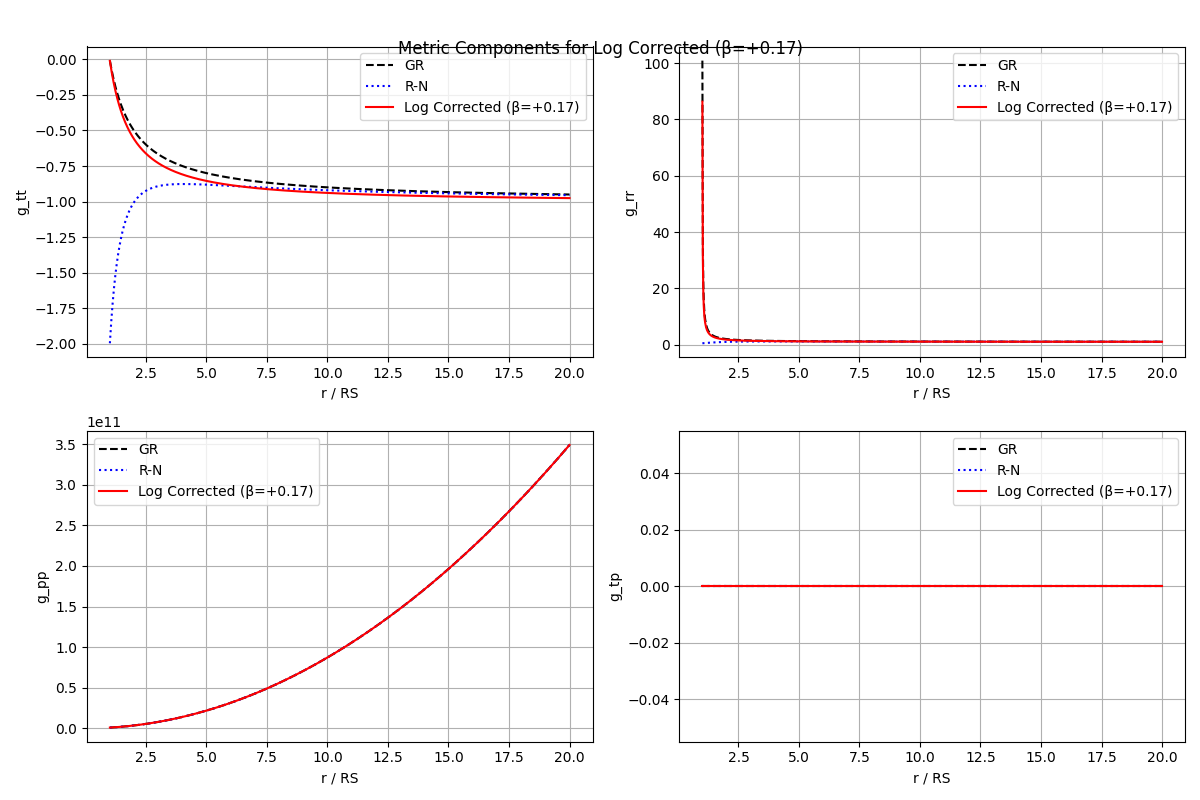 Metric Components for Log Corrected (β=+0.17)
GR
R-N
Log Corrected (β=+0.17)
0.00
−0.25
−0.50
−0.75
−1.00
−1.25
−1.50
−1.75
−2.00
g_tt
2.5 5.0 7.5 10.0 12.5 15.0 17.5 20.0
r / RS
GR
R-N
Log Corrected (β=+0.17)
100
80
60
40
20
0
g_rr
2.5 5.0 7.5 10.0 12.5 15.0 17.5 20.0
r / RS
1e11
GR
R-N
Log Corrected (β=+0.17)
3.5
3.0
2.5
2.0
1.5
1.0
0.5
0.0
g_pp
2.5 5.0 7.5 10.0 12.5 15.0 17.5 20.0
r / RS
GR
R-N
Log Corrected (β=+0.17)
0.04
0.02
0.00
−0.02
−0.04
g_tp
2.5 5.0 7.5 10.0 12.5 15.0 17.5 20.0
r / RS